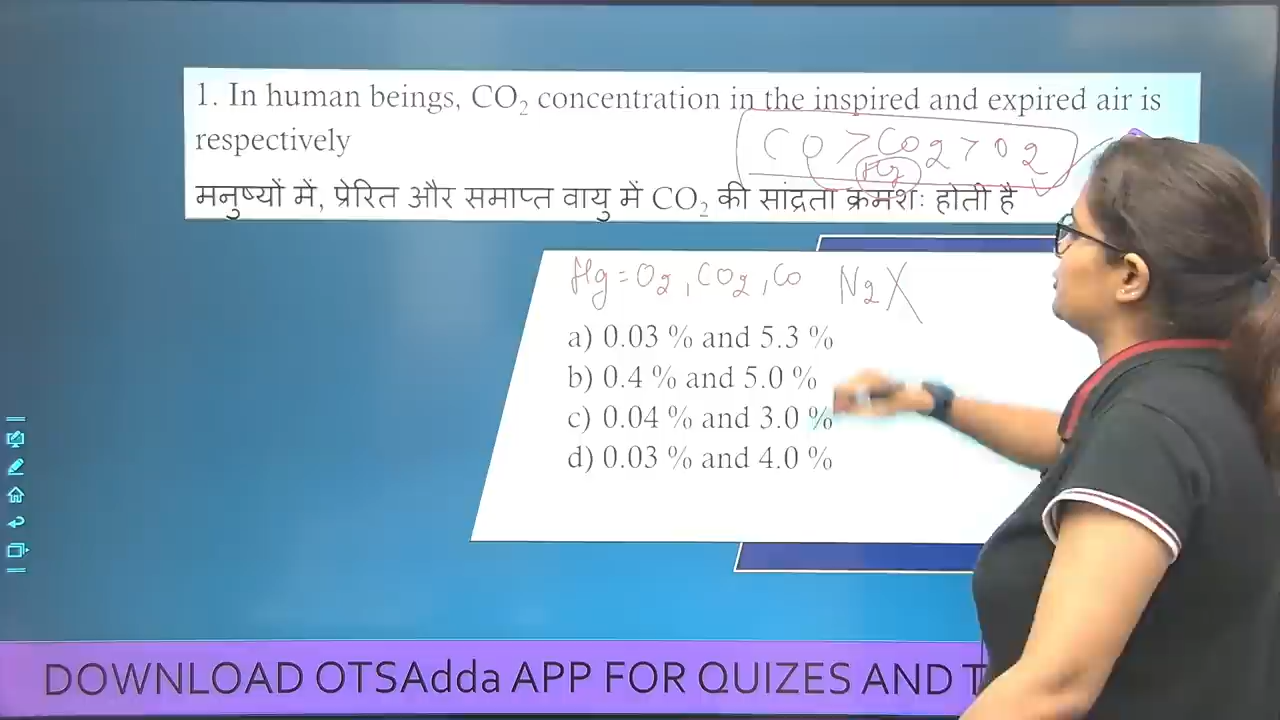 1. In human beings, CO₂ concentration in the inspired and expired air is
respectively
CO > CO2 > O2
Hg
मनुष्यों में, प्रेरित और समाप्त वायु में CO₂ की सांद्रता क्रमशः होती है
Hg = O2, CO2, CO N2 X
a) 0.03 % and 5.3 %
b) 0.4 % and 5.0 %
c) 0.04 % and 3.0 %
d) 0.03 % and 4.0 %
DOWNLOAD OTSAdda APP FOR QUIZES AND T